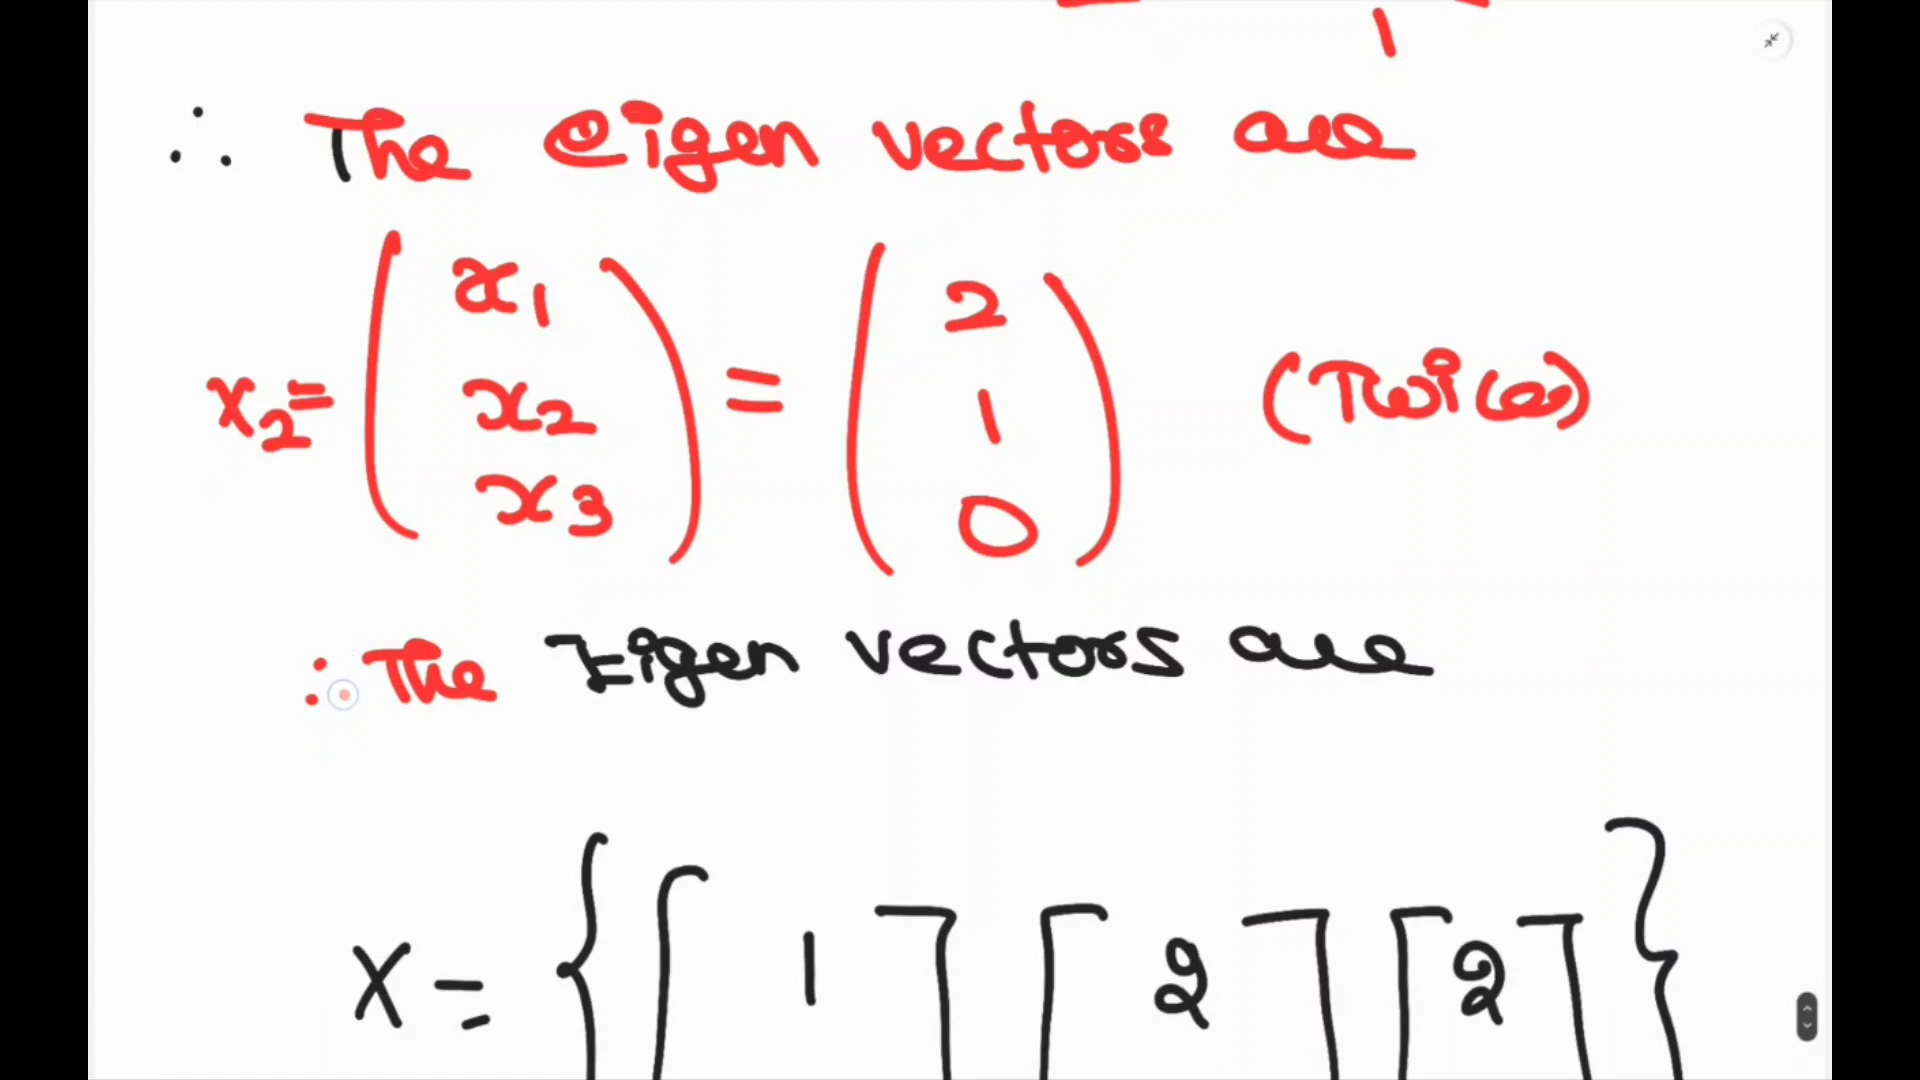 1
∴ The eigen vectors are
x₂ = (x₁ x₂ x₃) = (2 1 0) (Twice)
∴ The Eigen vectors are
X = { [ 1 ] [ 2 ] [ 2 ] }